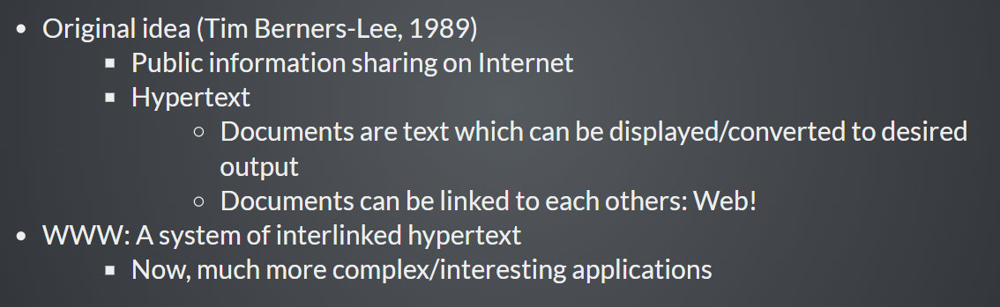 Original idea (Tim Berners-Lee, 1989)
Public information sharing on Internet
Hypertext
Documents are text which can be displayed/converted to desired
output
Documents can be linked to each others: Web!
WWW: A system of interlinked hypertext
Now, much more complex/interesting applications